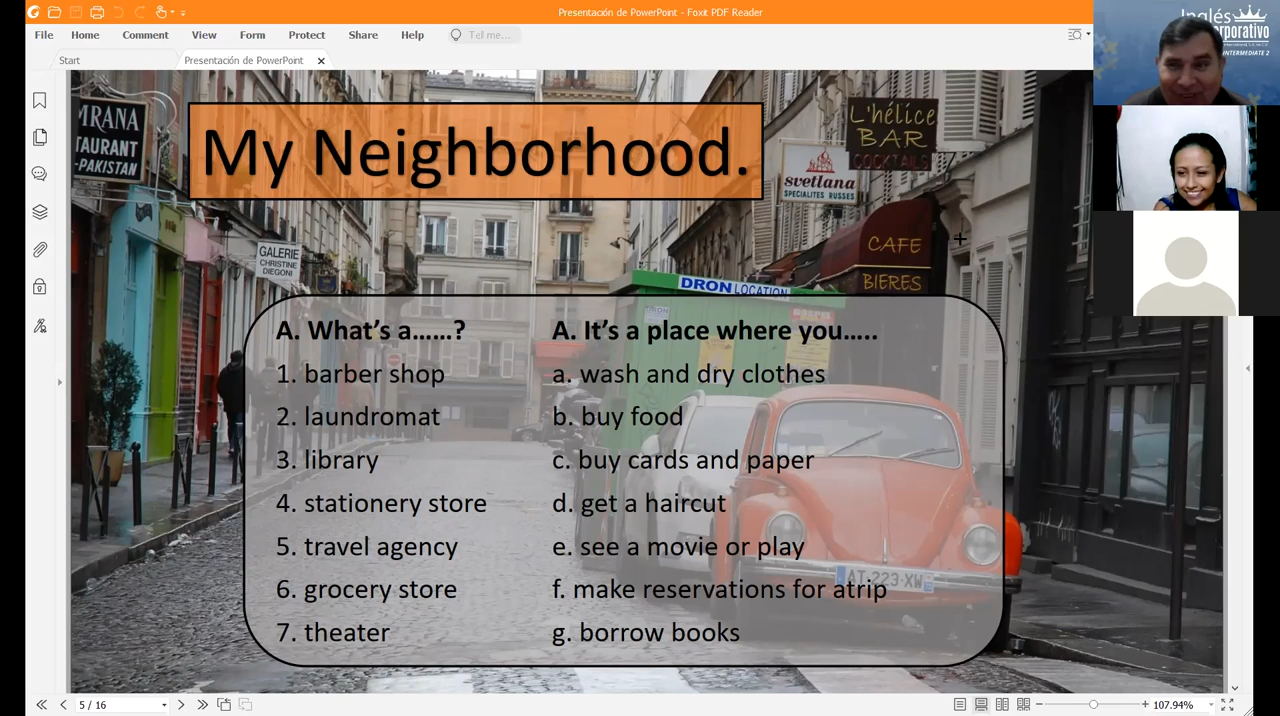 Presentación de PowerPoint - Foxit PDF Reader
File Home Comment View Form Protect Share Help Tell me...
Start Presentación de PowerPoint
Inglés
INTERMEDIATE 2
My Neighborhood.
MRANA
TAURANT
-PAKISTAN
L'hélice
BAR
COCKTAILS
svetlana
SPECIALITES RUSSES
CAFE
BIERES
GALERIE
CHRISTINE
DIEGONI
DRON LOCATION
A. What's a……? A. It's a place where you…..
1. barber shop a. wash and dry clothes
2. laundromat b. buy food
3. library c. buy cards and paper
4. stationery store d. get a haircut
5. travel agency e. see a movie or play
6. grocery store f. make reservations for atrip
7. theater g. borrow books
AT-223-XW
5 / 16
107.94%